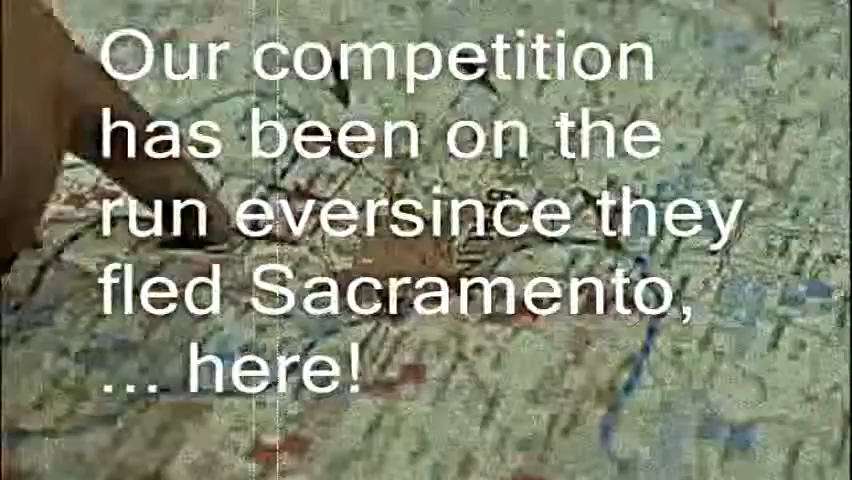 Our competition
has been on the
run eversince they
fled Sacramento,
... here!